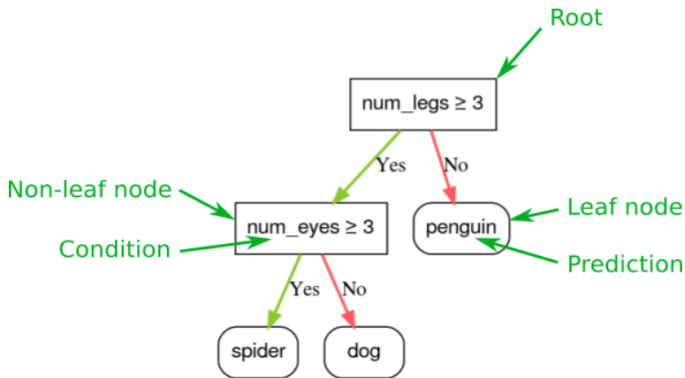 Root
num_legs ≥ 3
Yes
No
Non-leaf node
num_eyes ≥ 3
penguin
Leaf node
Condition
Prediction
Yes
No
spider
dog